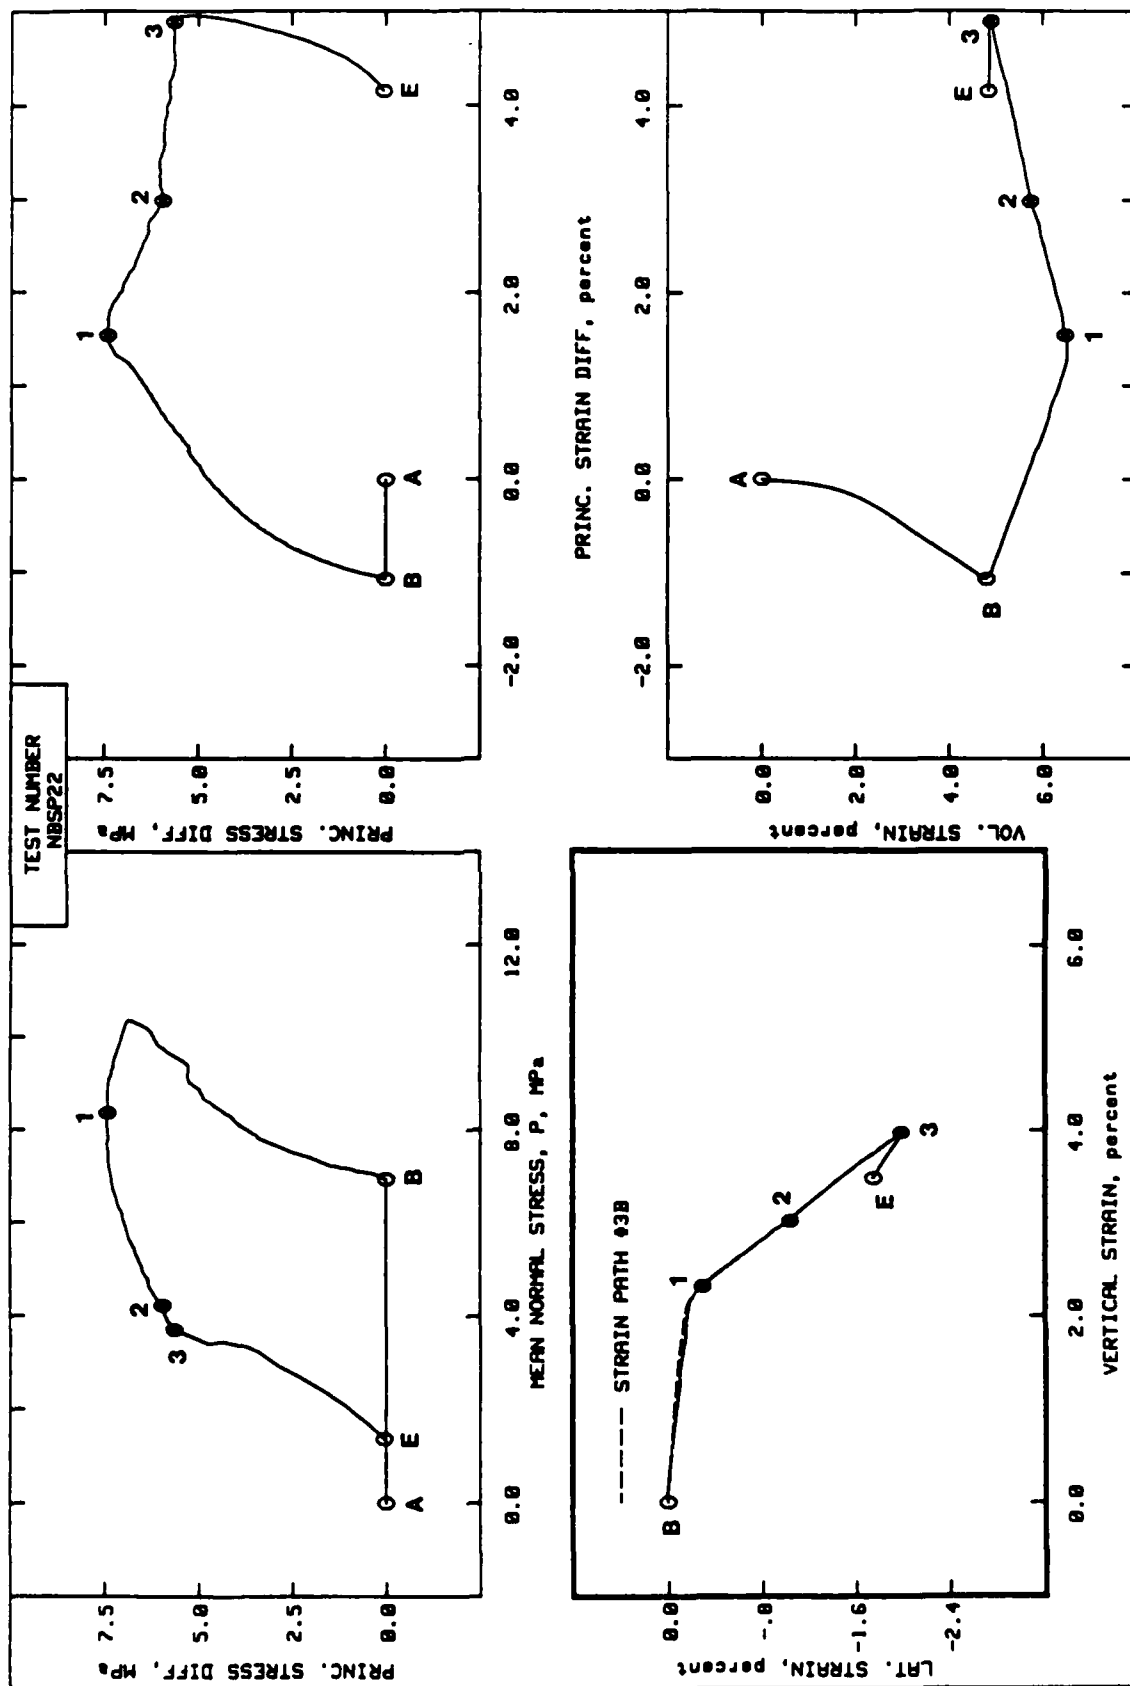 TEST NUMBER
NBSP22
PRINC. STRESS DIFF, MPa
7.5
5.0
2.5
0.0
1
2
3
A
E
B
0.0
4.0
8.0
12.0
MEAN NORMAL STRESS, P, MPa
PRINC. STRESS DIFF, MPa
7.5
5.0
2.5
0.0
1
2
3
B
A
E
-2.0
0.0
2.0
4.0
PRINC. STRAIN DIFF, percent
LAT. STRAIN, percent
0.0
-1.0
-1.6
-2.4
----- STRAIN PATH #3B
B
1
2
E
3
0.0
2.0
4.0
6.0
VERTICAL STRAIN, percent
VOL. STRAIN, percent
0.0
2.0
4.0
6.0
A
B
1
2
E
3
-2.0
0.0
2.0
4.0